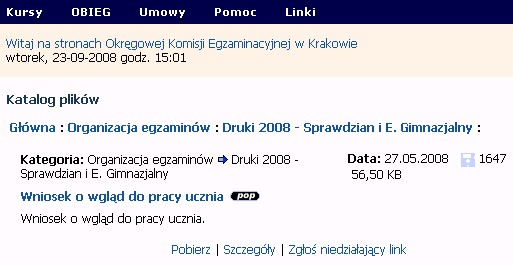 Kursy OBIEG Umowy Pomoc Linki
Witaj na stronach Okręgowej Komisji Egzaminacyjnej w Krakowie
wtorek, 23-09-2008 godz. 15:01
Katalog plików
Główna : Organizacja egzaminów : Druki 2008 - Sprawdzian i E. Gimnazjalny :
Kategoria: Organizacja egzaminów Druki 2008 - Data: 27.05.2008 1647
Sprawdzian i E. Gimnazjalny 56,50 KB
Wniosek o wgląd do pracy ucznia pop
Wniosek o wgląd do pracy ucznia.
Pobierz | Szczegóły | Zgłoś niedziałający link